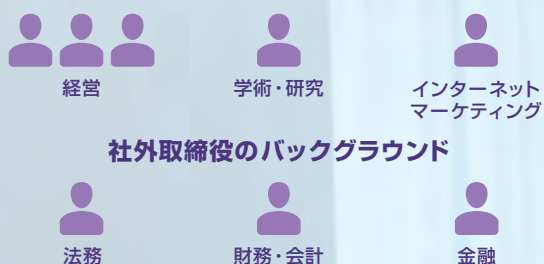 経営
学術・研究
インターネット
マーケティング
社外取締役のバックグラウンド
法務
財務・会計
金融